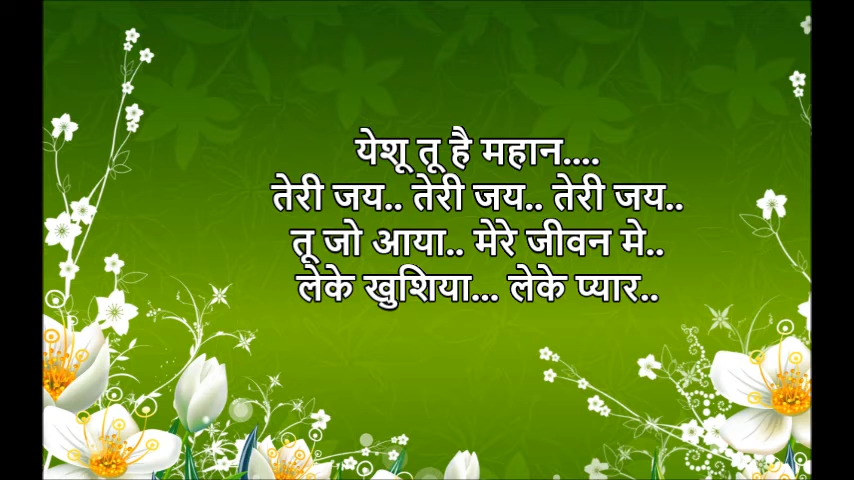 येशू तू है महान....
तेरी जय.. तेरी जय.. तेरी जय..
तू जो आया.. मेरे जीवन मे..
लेके खुशिया... लेके प्यार..